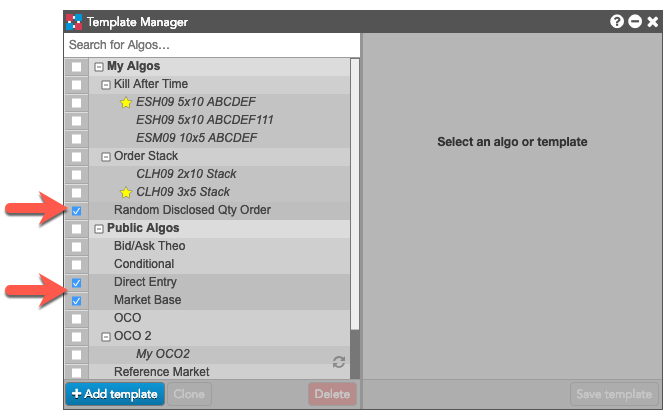 Template Manager
Search for Algos...
My Algos
Kill After Time
ESH09 5x10 ABCDEF
ESH09 5x10 ABCDEF111
ESM09 10x5 ABCDEF
Order Stack
CLH09 2x10 Stack
CLH09 3x5 Stack
Random Disclosed Qty Order
Public Algos
Bid/Ask Theo
Conditional
Direct Entry
Market Base
OCO
OCO 2
My OCO2
Reference Market
Select an algo or template
+ Add template Clone Delete Save template